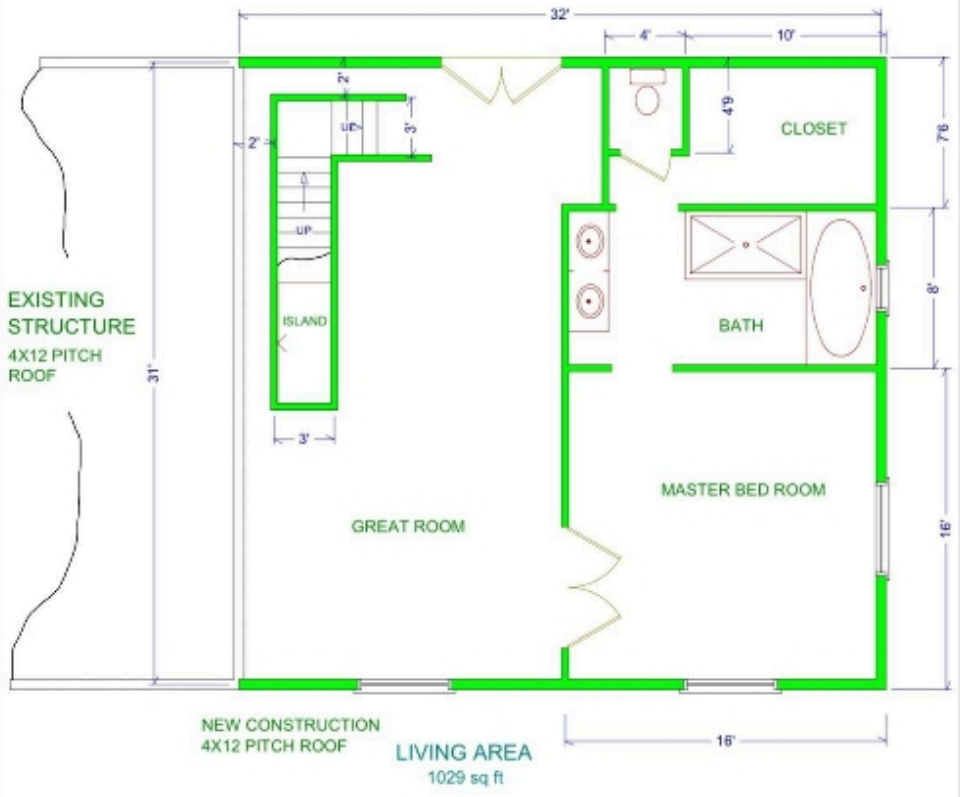 32'
4'
10'
2'
UP
3'
4'9
CLOSET
7'6
2'
UP
EXISTING
STRUCTURE
4X12 PITCH
ROOF
ISLAND
BATH
8'
31'
3'
MASTER BED ROOM
GREAT ROOM
16'
NEW CONSTRUCTION
4X12 PITCH ROOF
LIVING AREA
1029 sq ft
16'